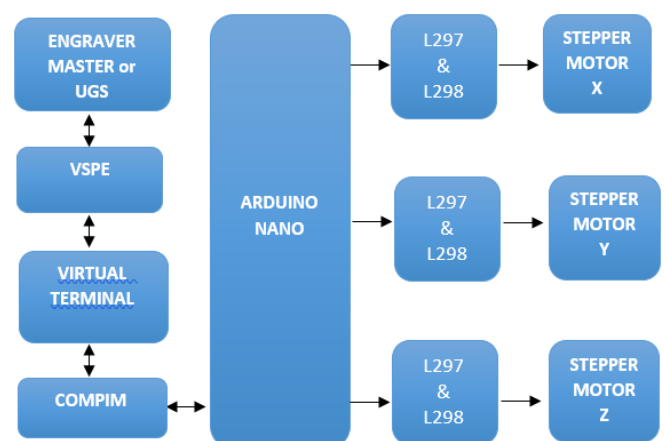 ENGRAVER
MASTER or
UGS
VSPE
VIRTUAL
TERMINAL
COMPIM
ARDUINO
NANO
L297
&
L298
STEPPER
MOTOR
X
L297
&
L298
STEPPER
MOTOR
Y
L297
&
L298
STEPPER
MOTOR
Z